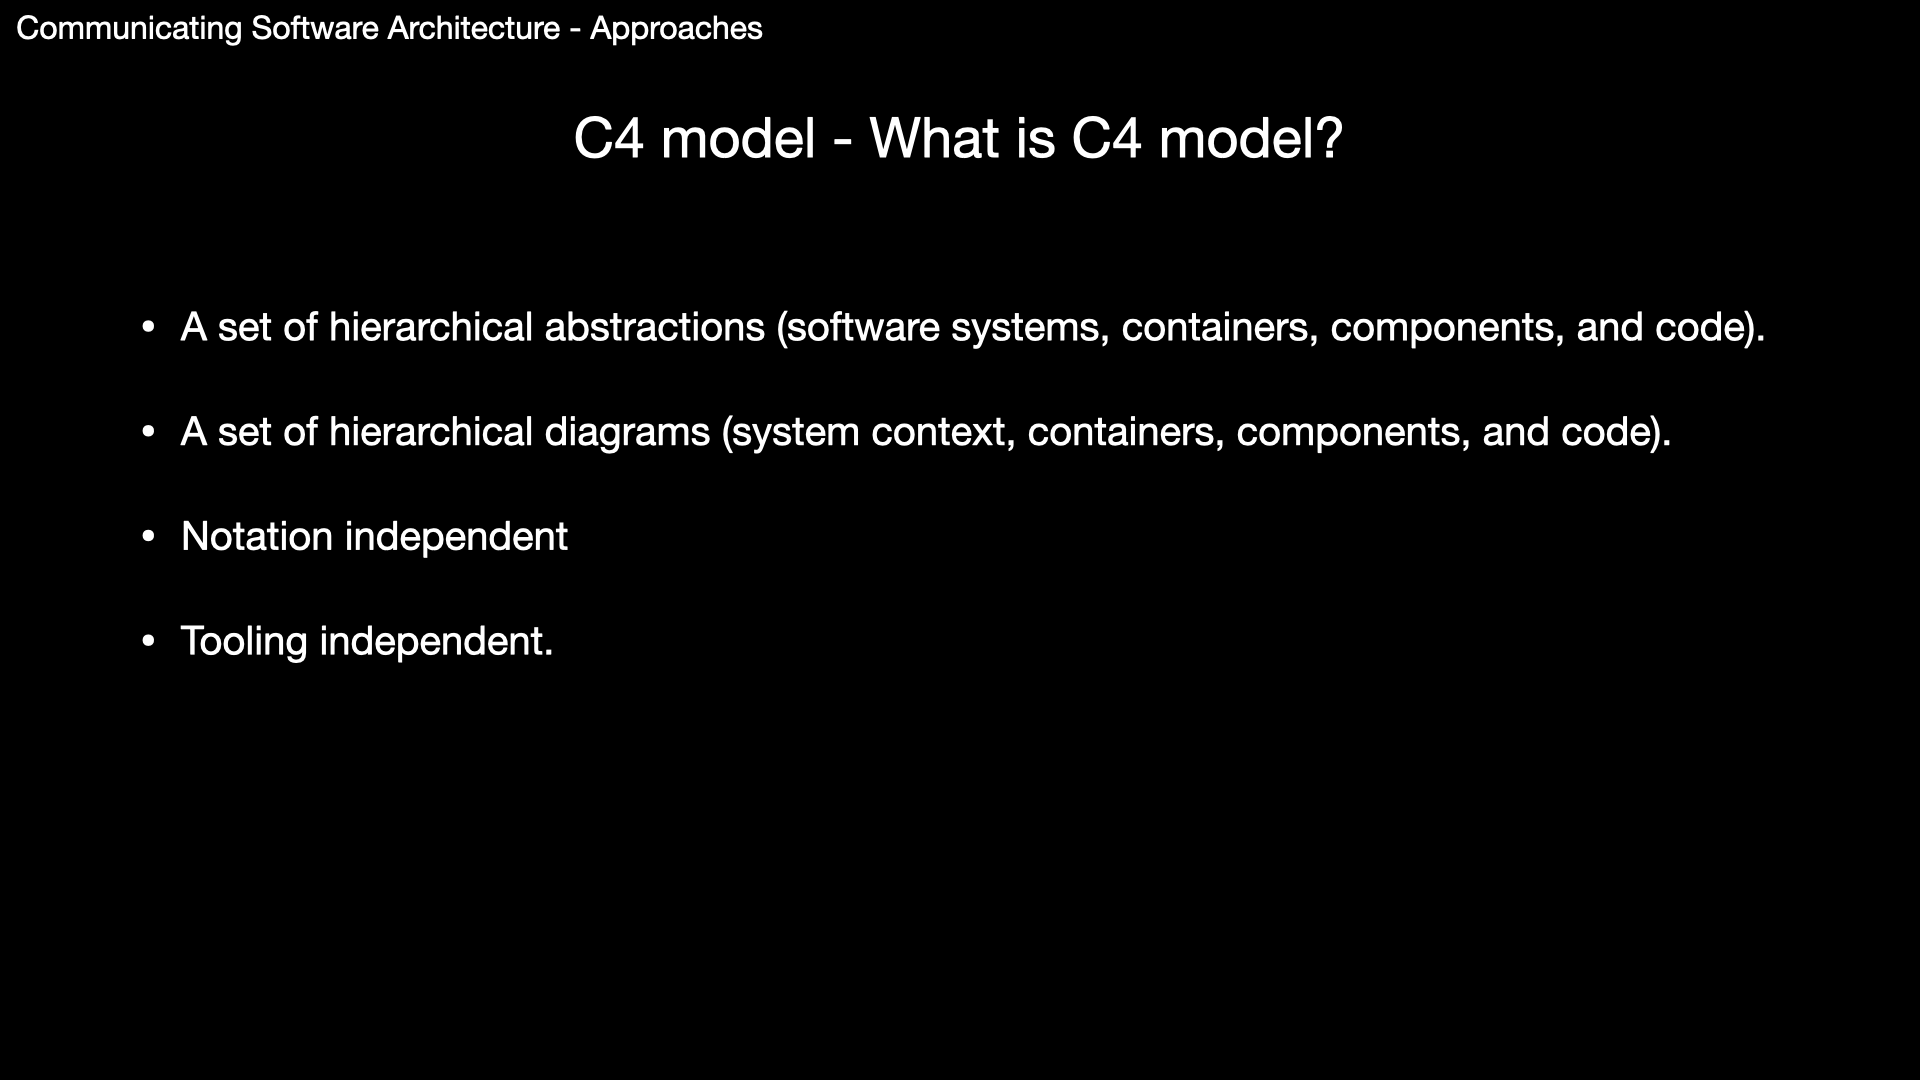 Communicating Software Architecture - Approaches
C4 model - What is C4 model?
• A set of hierarchical abstractions (software systems, containers, components, and code).
• A set of hierarchical diagrams (system context, containers, components, and code).
• Notation independent
• Tooling independent.